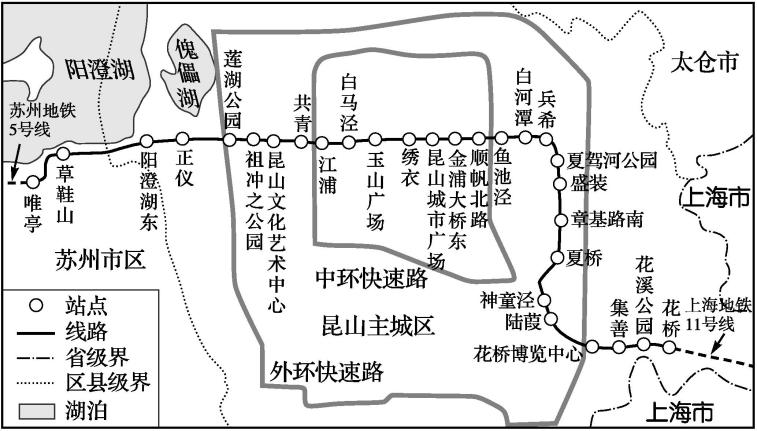 阳澄湖
傀儡湖
太仓市
苏州地铁
5号线
唯亭
草鞋山
阳澄湖东
正仪
莲湖公园
祖冲之公园
昆山文化艺术中心
共青
江浦
白马泾
玉山广场
绣衣
昆山城市广场
金浦大桥东
顺帆北路
鱼池泾
白河潭
兵希
夏驾河公园
盛装
章基路南
夏桥
神童泾
陆葭
花桥博览中心
集善
花溪公园
花桥
上海地铁
11号线
上海市
上海市
苏州市区
中环快速路
昆山主城区
外环快速路
站点
线路
省级界
区县级界
湖泊